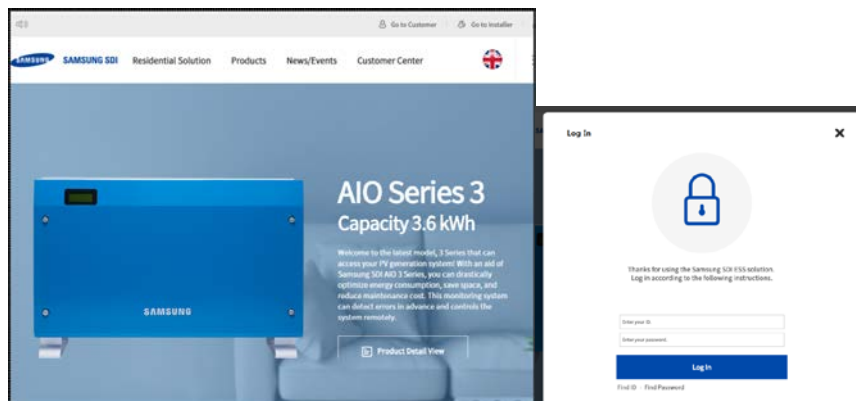 Go to Customer
Go to Installer
SAMSUNG
SAMSUNG SDI
Residential Solution
Products
News/Events
Customer Center
AIO Series 3
Capacity 3.6 kWh
Welcome to the latest model, 3 Series that can
access your PV generation system! With an aid of
Samsung SDI AIO 3 Series, you can drastically
optimize energy consumption, save space, and
reduce maintenance cost. This monitoring system
can detect errors in advance and controls the
system remotely.
Product Detail View
SAMSUNG
Log In
Thanks for using the Samsung SDI ESS solution.
Log in according to the following instructions.
Enter your ID.
Enter your password.
Log In
Find ID
Find Password